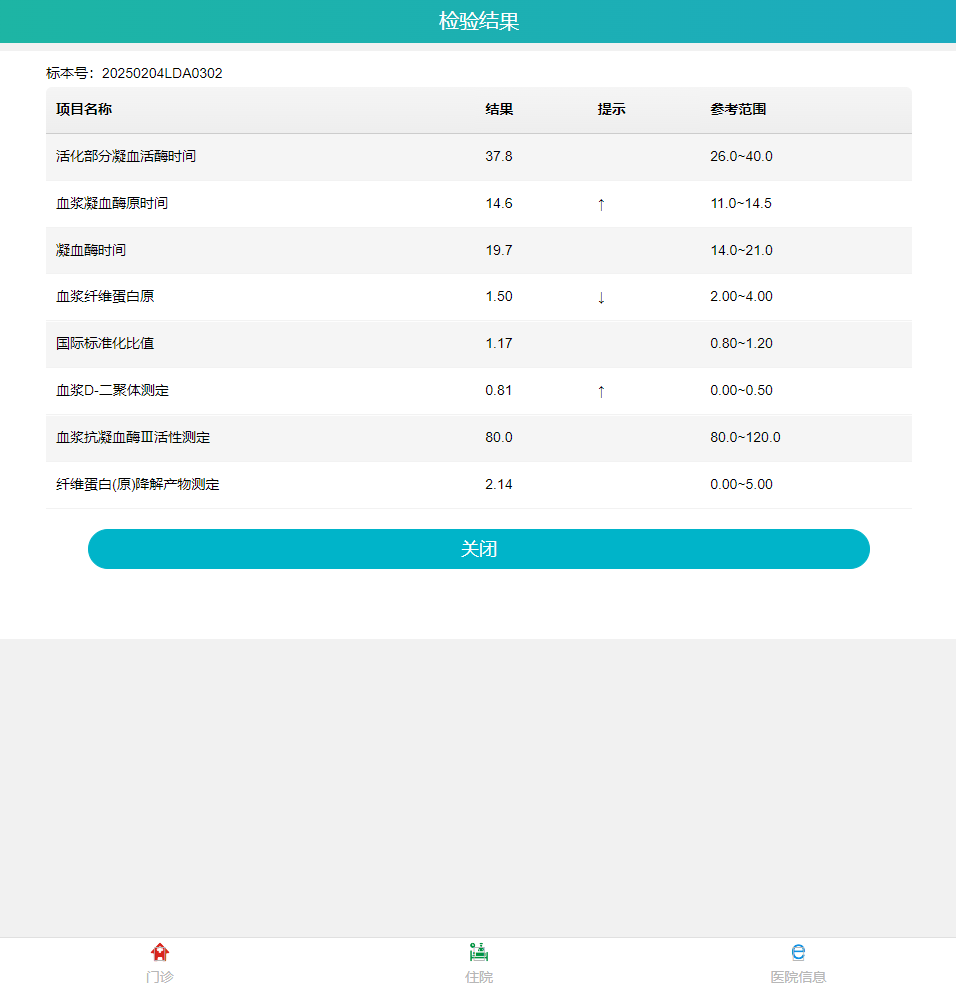 检验结果
标本号：20250204LDA0302
项目名称 结果 提示 参考范围
活化部分凝血活酶时间 37.8 26.0~40.0
血浆凝血酶原时间 14.6 ↑ 11.0~14.5
凝血酶时间 19.7 14.0~21.0
血浆纤维蛋白原 1.50 ↓ 2.00~4.00
国际标准化比值 1.17 0.80~1.20
血浆D-二聚体测定 0.81 ↑ 0.00~0.50
血浆抗凝血酶Ⅲ活性测定 80.0 80.0~120.0
纤维蛋白(原)降解产物测定 2.14 0.00~5.00
关闭
门诊 住院 医院信息